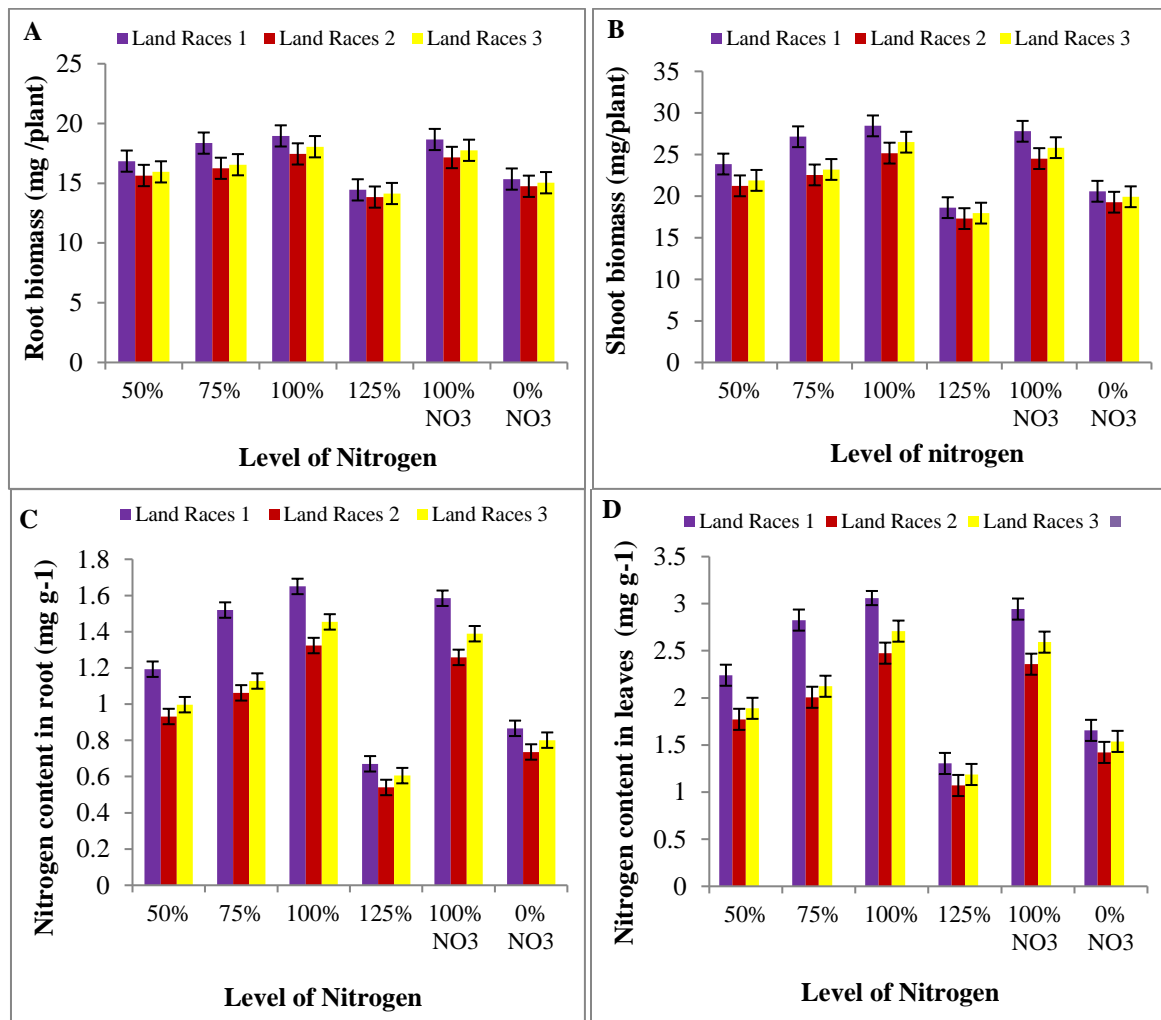 A
Land Races 1 Land Races 2 Land Races 3
Root biomass (mg /plant)
25
20
15
10
5
0
50% 75% 100% 125% 100% 0%
NO3 NO3
Level of Nitrogen
B
Land Races 1 Land Races 2 Land Races 3
Shoot biomass (mg/plant)
35
30
25
20
15
10
5
0
50% 75% 100% 125% 100% 0%
NO3 NO3
Level of nitrogen
C
Land Races 1 Land Races 2 Land Races 3
Nitrogen content in root (mg g-1)
1.8
1.6
1.4
1.2
1
0.8
0.6
0.4
0.2
0
50% 75% 100% 125% 100% 0%
NO3 NO3
Level of Nitrogen
D
Land Races 1 Land Races 2 Land Races 3
Nitrogen content in leaves (mg g-1)
3.5
3
2.5
2
1.5
1
0.5
0
50% 75% 100% 125% 100% 0%
NO3 NO3
Level of Nitrogen